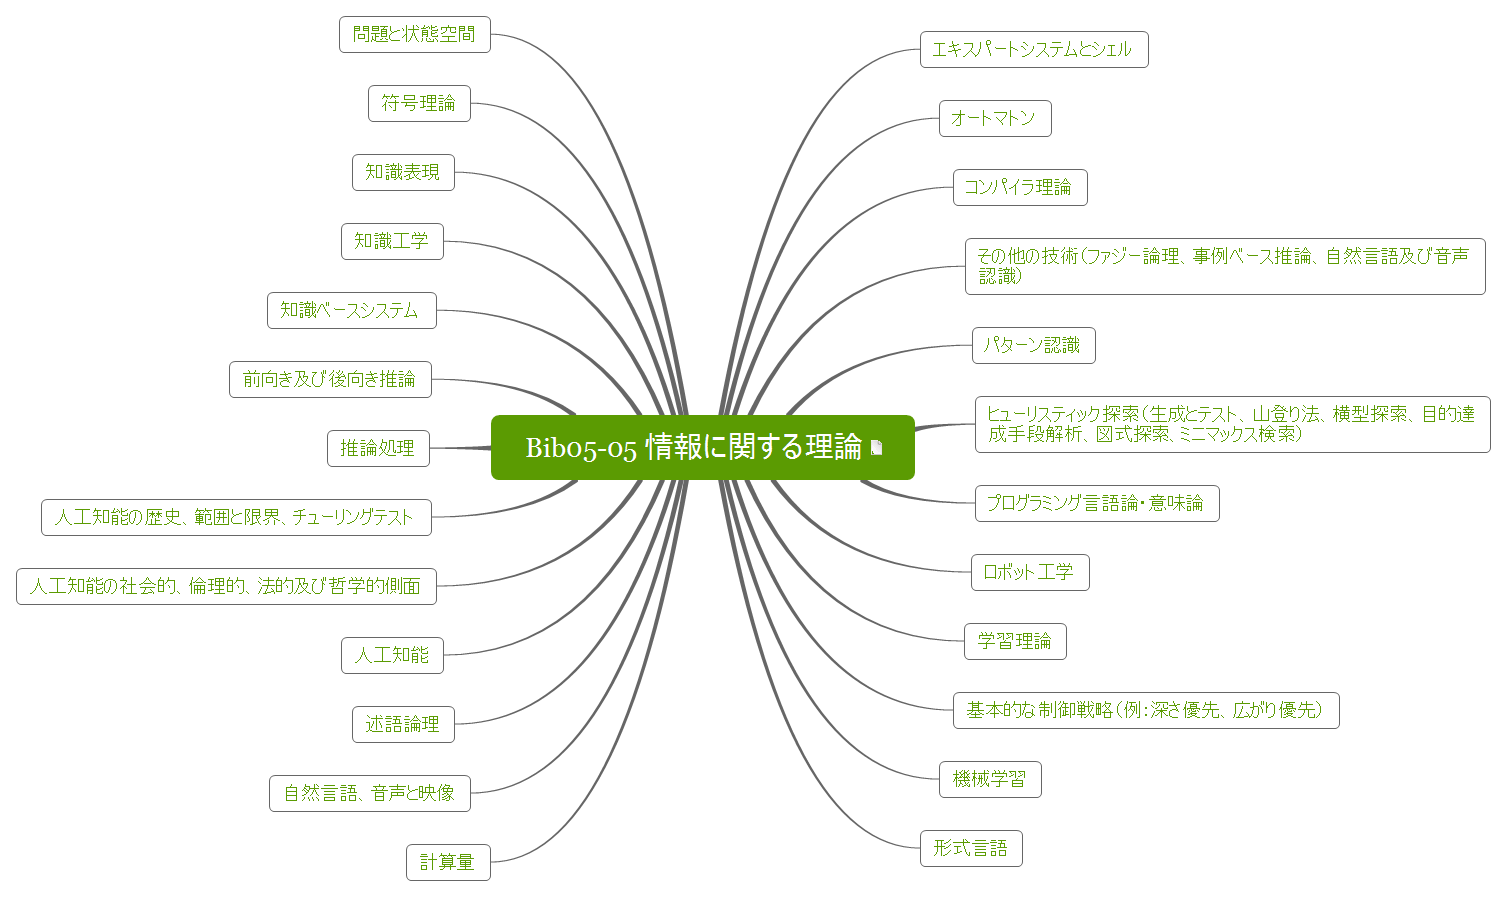 Bib05-05 情報に関する理論
エキスパートシステムとシェル
オートマトン
コンパイラ理論
その他の技術（ファジー論理、事例ベース推論、自然言語及び音声
認識）
パターン認識
ヒューリスティック探索（生成とテスト、山登り法、横型探索、目的達
成手段解析、図式探索、ミニマックス検索）
プログラミング言語論・意味論
ロボット工学
学習理論
基本的な制御戦略（例：深さ優先、広がり優先）
機械学習
形式言語
問題と状態空間
符号理論
知識表現
知識工学
知識ベースシステム
前向き及び後向き推論
推論処理
人工知能の歴史、範囲と限界、チューリングテスト
人工知能の社会的、倫理的、法的及び哲学的側面
人工知能
述語論理
自然言語、音声と映像
計算量